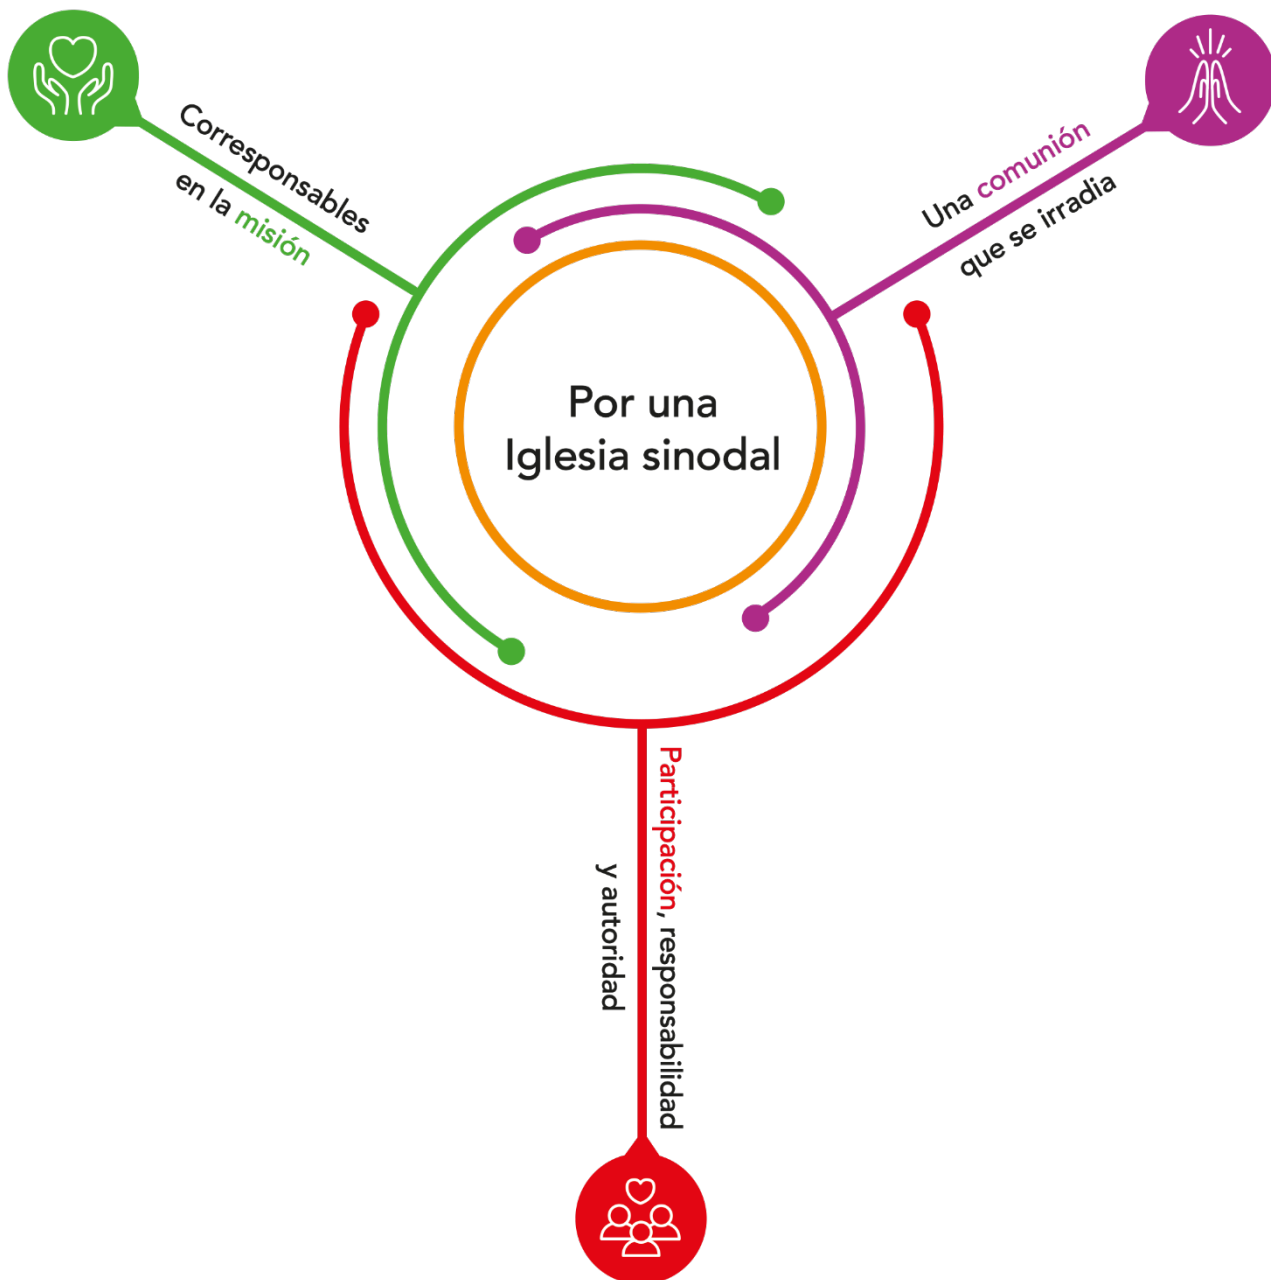 Corresponsables
en la misión
Una comunión
que se irradia
Por una
Iglesia sinodal
Participación, responsabilidad
y autoridad